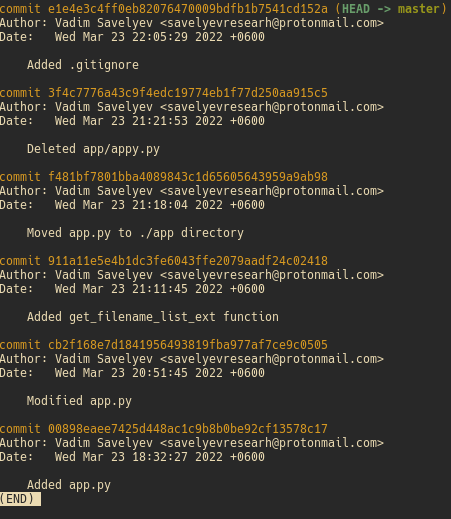 commit e1e4e3c4ff0eb82076470009bdfb1b7541cd152a (HEAD -> master)
Author: Vadim Savelyev <savelyevresearh@protonmail.com>
Date:   Wed Mar 23 22:05:29 2022 +0600
Added .gitignore
commit 3f4c7776a43c9f4edc19774eb1f77d250aa915c5
Author: Vadim Savelyev <savelyevresearh@protonmail.com>
Date:   Wed Mar 23 21:21:53 2022 +0600
Deleted app/appy.py
commit f481bf7801bba4089843c1d65605643959a9ab98
Author: Vadim Savelyev <savelyevresearh@protonmail.com>
Date:   Wed Mar 23 21:18:04 2022 +0600
Moved app.py to ./app directory
commit 911a11e5e4b1dc3fe6043ffe2079aadf24c02418
Author: Vadim Savelyev <savelyevresearh@protonmail.com>
Date:   Wed Mar 23 21:11:45 2022 +0600
Added get_filename_list_ext function
commit cb2f168e7d1841956493819fba977af7ce9c0505
Author: Vadim Savelyev <savelyevresearh@protonmail.com>
Date:   Wed Mar 23 20:51:45 2022 +0600
Modified app.py
commit 00898eaee7425d448ac1c9b8b0be92cf13578c17
Author: Vadim Savelyev <savelyevresearh@protonmail.com>
Date:   Wed Mar 23 18:32:27 2022 +0600
Added app.py
(END)